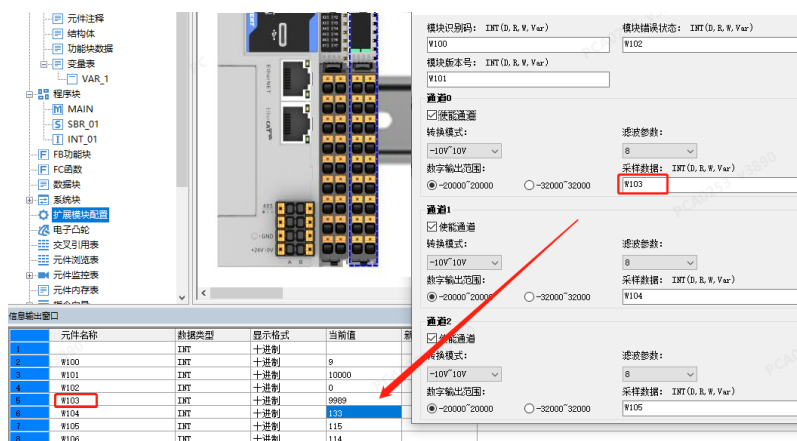 元件注释
结构体
功能块数据
变量表
VAR_1
程序块
MAIN
SBR_01
INT_01
FB功能块
FC函数
数据块
系统块
扩展模块配置
电子凸轮
交叉引用表
元件浏览表
元件监控表
元件内存表
EtherNET
EtherCAT
485
GND
+24V 0V
A B
模块识别码: INT(D,R,W,Var)
W100
模块错误状态: INT(D,R,W,Var)
W102
模块版本号: INT(D,R,W,Var)
W101
通道0
使能通道
转换模式:
滤波参数:
-10V~10V
8
数字输出范围:
采样数据: INT(D,R,W,Var)
-20000~20000
-32000~32000
W103
通道1
使能通道
转换模式:
滤波参数:
-10V~10V
8
数字输出范围:
采样数据: INT(D,R,W,Var)
-20000~20000
-32000~32000
W104
通道2
使能通道
转换模式:
滤波参数:
-10V~10V
8
数字输出范围:
采样数据: INT(D,R,W,Var)
-20000~20000
-32000~32000
W105
信息输出窗口
元件名称 数据类型 显示格式 当前值 新
1 INT 十进制
2 W100 INT 十进制 9
3 W101 INT 十进制 10000
4 W102 INT 十进制 0
5 W103 INT 十进制 9989
6 W104 INT 十进制 133
7 W105 INT 十进制 115
8 W106 INT 十进制 114